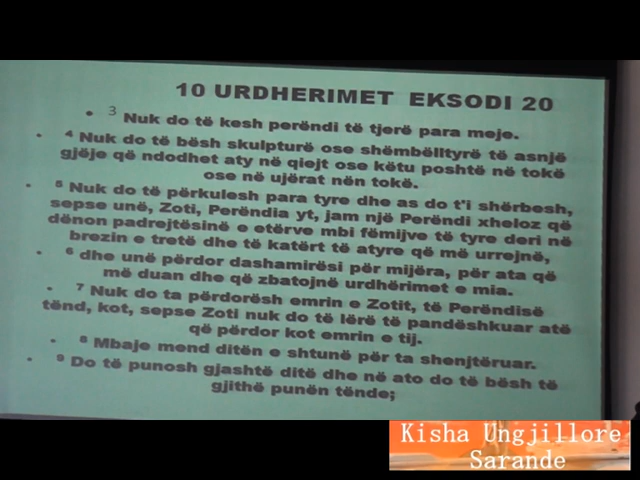 10 URDHERIMET EKSODI 20
• 3 Nuk do të kesh perëndi të tjerë para meje.
• 4 Nuk do të bësh skulpturë ose shëmbëlltyrë të asnjë
gjëje që ndodhet aty në qiejt ose këtu poshtë në tokë
ose në ujërat nën tokë.
• 5 Nuk do të përkulesh para tyre dhe as do t'i shërbesh,
sepse unë, Zoti, Perëndia yt, jam një Perëndi xheloz që
dënon padrejtësinë e etërve mbi fëmijve të tyre deri në
brezin e tretë dhe të katërt të atyre që më urrejnë,
• 6 dhe unë përdor dashamirësi për mijëra, për ata që
më duan dhe që zbatojnë urdhërimet e mia.
• 7 Nuk do ta përdorësh emrin e Zotit, të Perëndisë
tënd, kot, sepse Zoti nuk do të lërë të pandëshkuar atë
që përdor kot emrin e tij.
• 8 Mbaje mend ditën e shtunë për ta shenjtëruar.
• 9 Do të punosh gjashtë ditë dhe në ato do të bësh të
gjithë punën tënde;
Kisha Ungjillore
Sarande